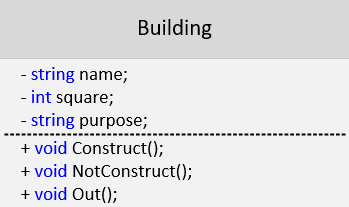 Building
- string name;
- int square;
- string purpose;
+ void Construct();
+ void NotConstruct();
+ void Out();